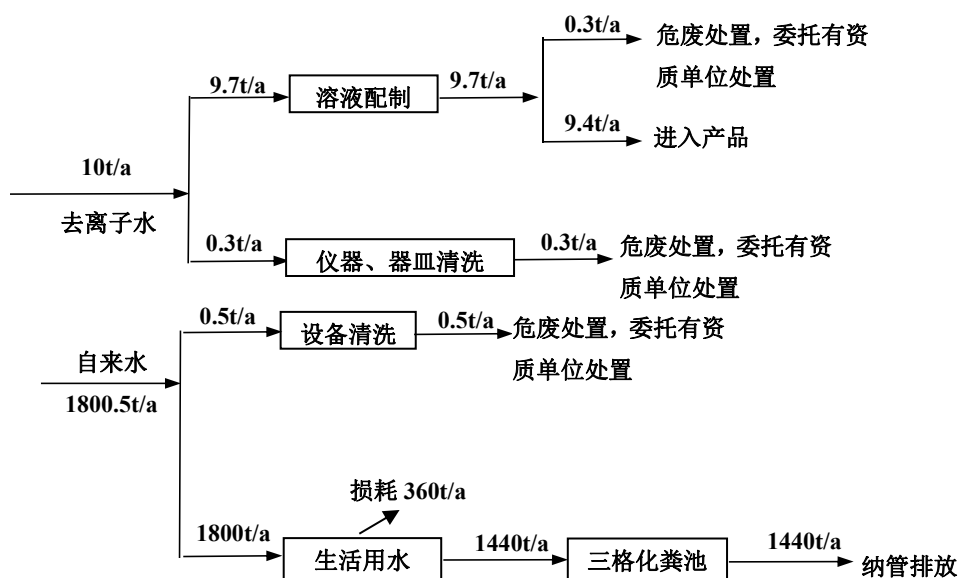 0.3t/a
危废处置，委托有资
质单位处置
9.7t/a
溶液配制
9.7t/a
9.4t/a
进入产品
10t/a
去离子水
0.3t/a
仪器、器皿清洗
0.3t/a
危废处置，委托有资
质单位处置
0.5t/a
设备清洗
0.5t/a
危废处置，委托有资
质单位处置
自来水
1800.5t/a
损耗 360t/a
1800t/a
生活用水
1440t/a
三格化粪池
1440t/a
纳管排放